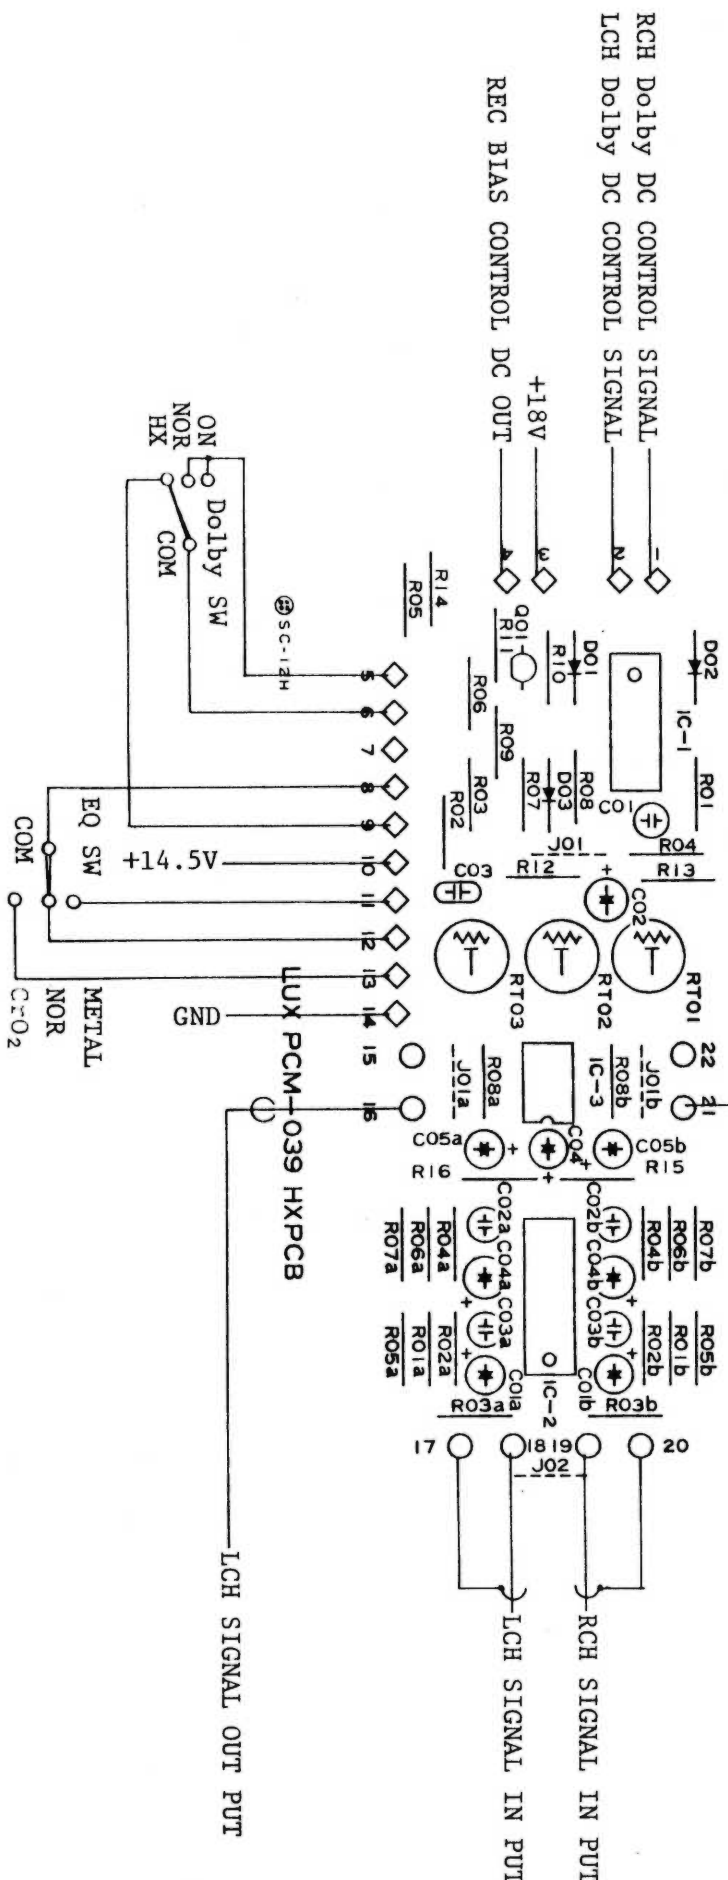 RCH Dolby DC CONTROL SIGNAL
LCH Dolby DC CONTROL SIGNAL
REC BIAS CONTROL DC OUT
+18V
1
2
3
4
ON
NOR
HX
Dolby SW
COM
SC-12H
R14
R05
Q01
R11
R10
D01
D02
IC-1
R06
R09
R03
R02
R07
D03
R08
C01
R01
J01
R04
R12
R13
C03
C02
RT03
RT02
RT01
5
6
7
8
9
10
11
12
13
14
15
16
EQ SW
COM
+14.5V
METAL
NOR
CrO₂
GND
LUX PCM-039 HXPCB
22
21
J01a
R08a
IC-3
R08b
J01b
C05a
C04
C05b
R16
R15
C02a
C02b
R07a
R06a
R04a
C04a
C04b
R04b
R06b
R07b
C03a
C03b
R05a
R01a
R02a
R02b
R01b
R05b
C01a
IC-2
C01b
R03a
R03b
17
18
19
20
J02
LCH SIGNAL OUT PUT
LCH SIGNAL IN PUT
RCH SIGNAL IN PUT